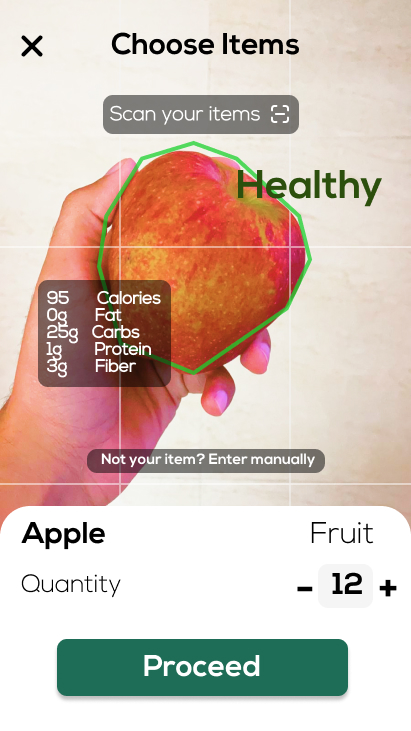 Choose Items
Scan your items
Healthy
95 Calories
0g Fat
25g Carbs
1g Protein
3g Fiber
Not your item? Enter manually
Apple Fruit
Quantity - 12 +
Proceed